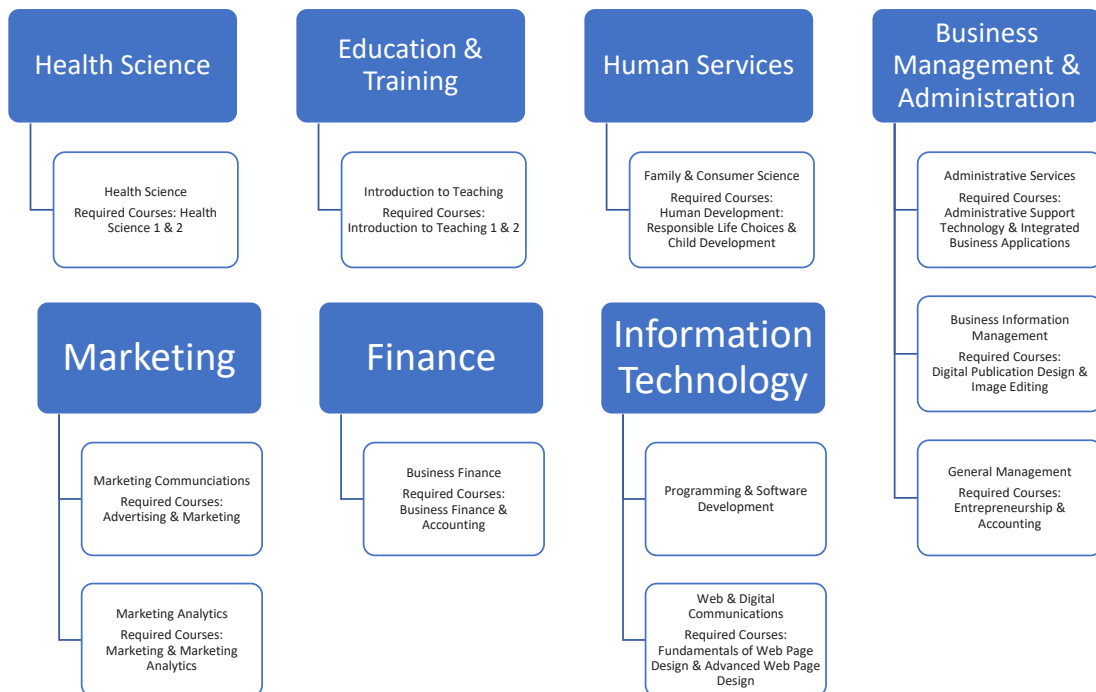 Health Science
Health Science
Required Courses: Health
Science 1 & 2
Education &
Training
Introduction to Teaching
Required Courses:
Introduction to Teaching 1 & 2
Human Services
Family & Consumer Science
Required Courses:
Human Development:
Responsible Life Choices &
Child Development
Business
Management &
Administration
Administrative Services
Required Courses:
Administrative Support
Technology & Integrated
Business Applications
Business Information
Management
Required Courses:
Digital Publication Design &
Image Editing
General Management
Required Courses:
Entrepreneurship &
Accounting
Marketing
Marketing Communciations
Required Courses:
Advertising & Marketing
Marketing Analytics
Required Courses:
Marketing & Marketing
Analytics
Finance
Business Finance
Required Courses:
Business Finance &
Accounting
Information
Technology
Programming & Software
Development
Web & Digital
Communications
Required Courses:
Fundamentals of Web Page
Design & Advanced Web Page
Design